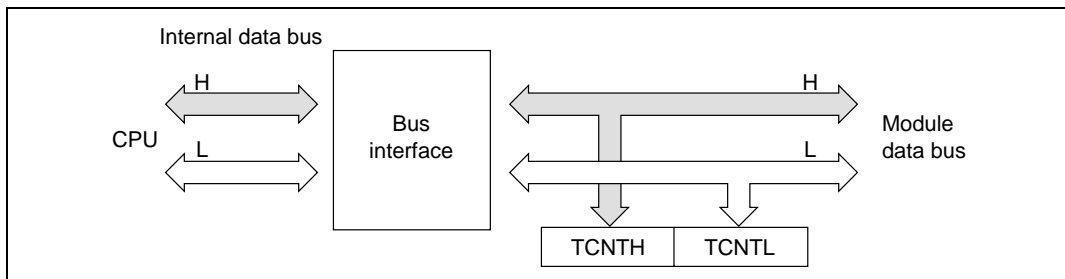 Internal data bus
H
H
CPU
Bus
interface
Module
data bus
L
L
TCNTH
TCNTL